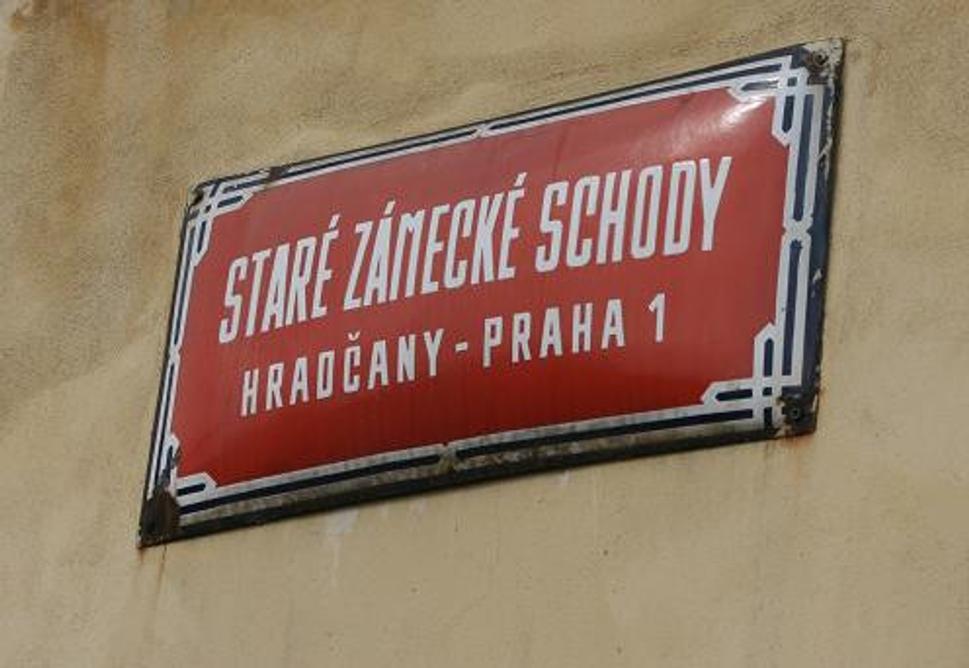 STARÉ ZÁMECKÉ SCHODY
HRADČANY - PRAHA 1